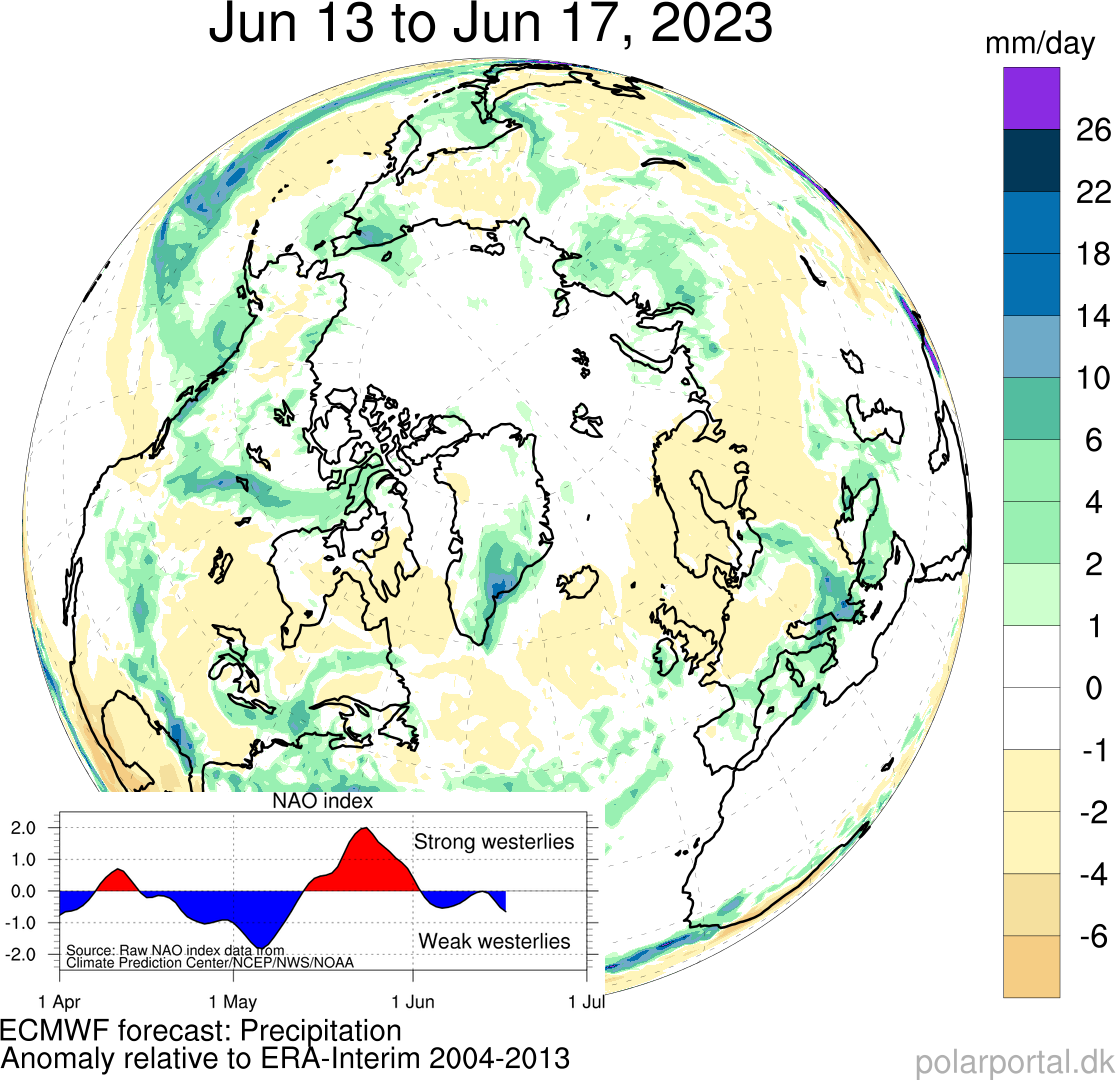 Jun 13 to Jun 17, 2023
mm/day
26
22
18
14
10
6
4
2
1
0
-1
-2
-4
-6
NAO index
2.0
1.0
0.0
-1.0
-2.0
Strong westerlies
Weak westerlies
Source: Raw NAO index data from
Climate Prediction Center/NCEP/NWS/NOAA
1 Apr 1 May 1 Jun 1 Jul
ECMWF forecast: Precipitation
Anomaly relative to ERA-Interim 2004-2013
polarportal.dk